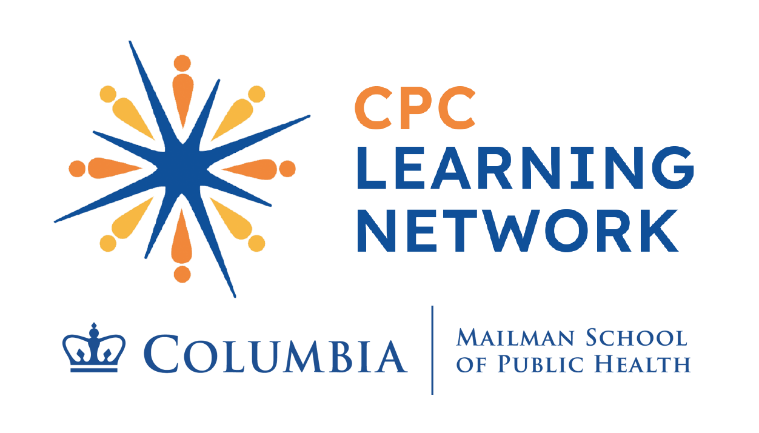 CPC
LEARNING
NETWORK
COLUMBIA
MAILMAN SCHOOL
OF PUBLIC HEALTH